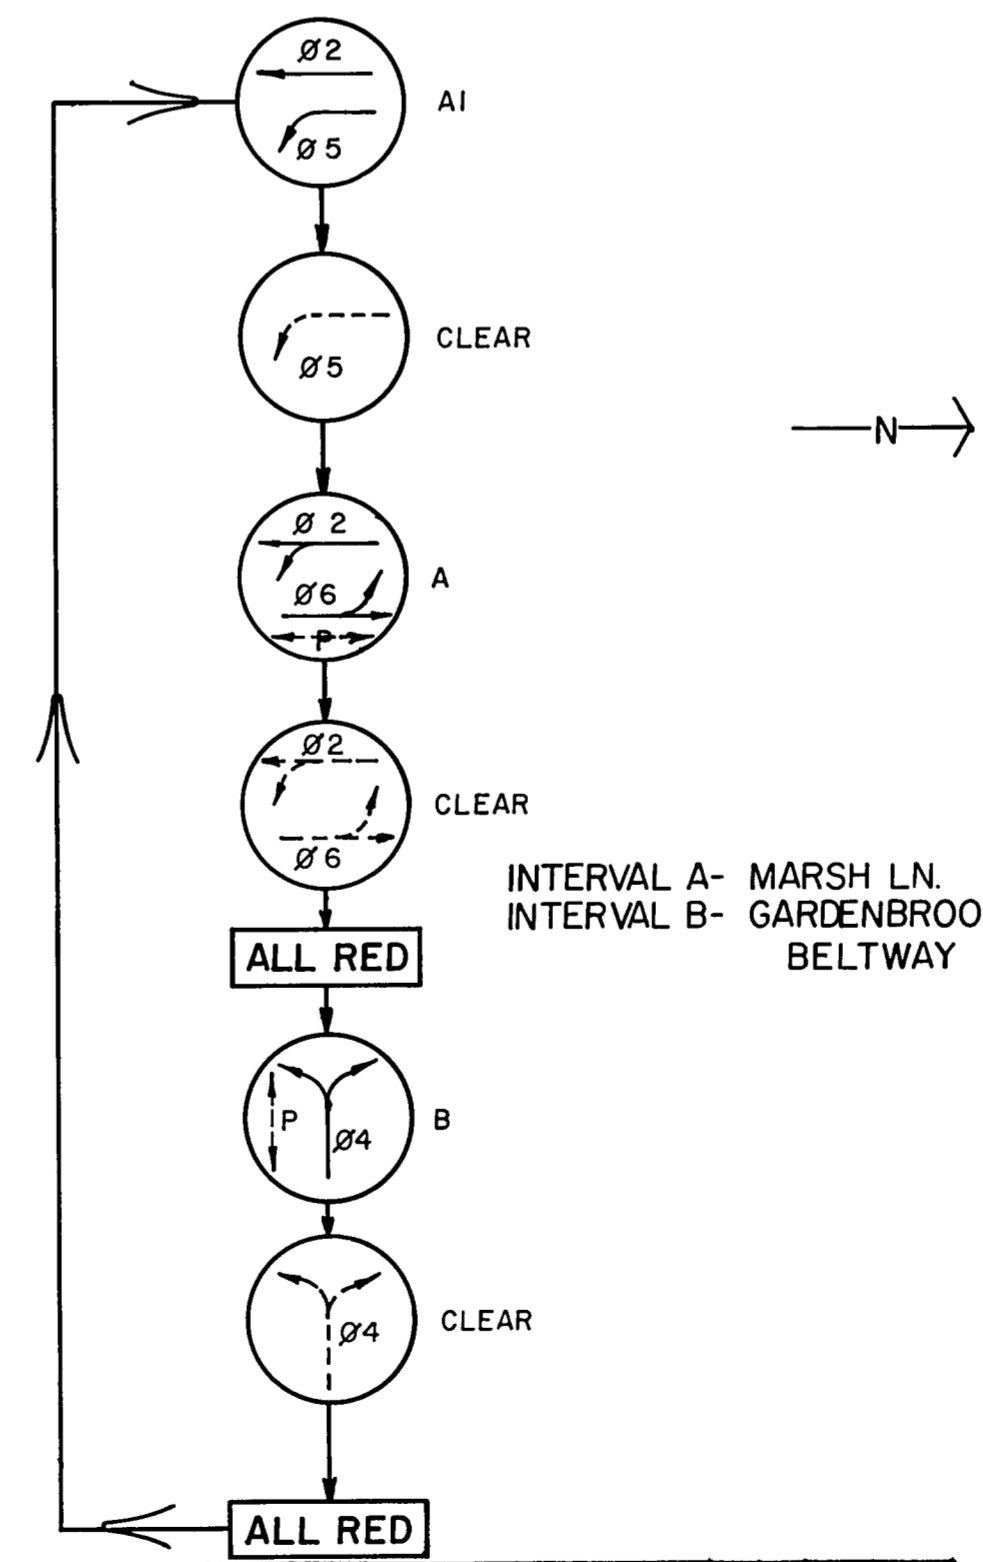 Ø2
A1
Ø5
CLEAR
Ø5
N
Ø 2
A
Ø6
P
Ø2
CLEAR
Ø6
INTERVAL A- MARSH LN.
INTERVAL B- GARDENBROO
BELTWAY
ALL RED
P
B
Ø4
CLEAR
Ø4
ALL RED